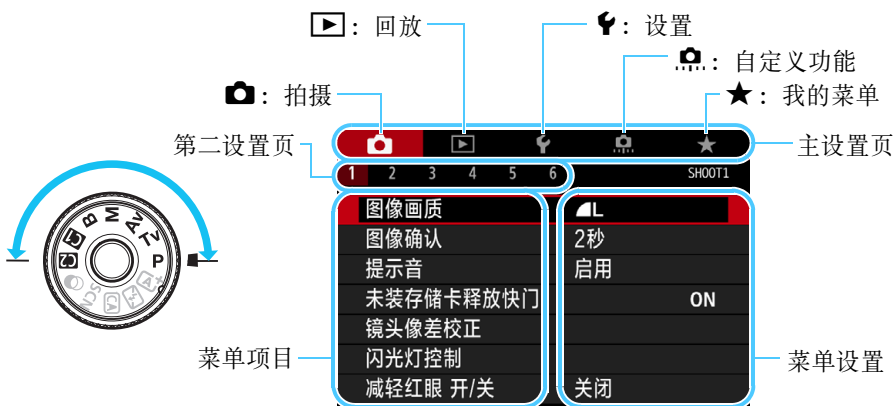 : 回放
: 设置
: 自定义功能
: 拍摄
: 我的菜单
第二设置页
主设置页
1 2 3 4 5 6 SHOOT1
图像画质 L
图像确认 2秒
提示音 启用
未装存储卡释放快门 ON
镜头像差校正
闪光灯控制
减轻红眼 开/关 关闭
菜单项目
菜单设置
C2 C1 B M Av Tv P
SCN CA A+